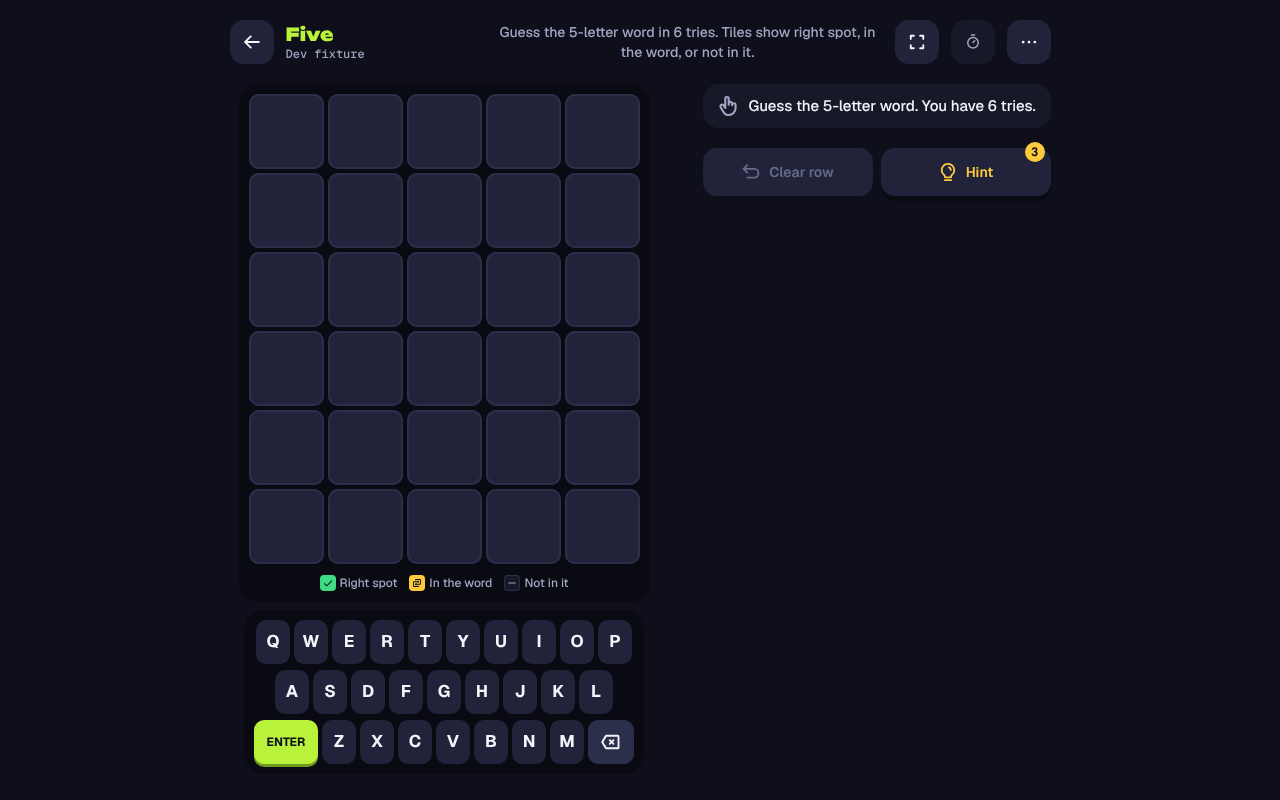 Five
Dev fixture
Guess the 5-letter word in 6 tries. Tiles show right spot, in
the word, or not in it.
Guess the 5-letter word. You have 6 tries.
Clear row
Hint
3
Right spot
In the word
Not in it
Q W E R T Y U I O P
A S D F G H J K L
ENTER Z X C V B N M